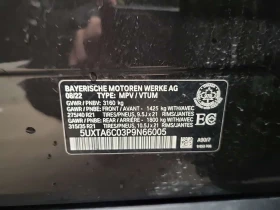 BAYERISCHE MOTOREN WERKE AG
08/22 TYPE: MPV / VTUM
GVWR / PNBV: 3160 kg
GAWR / PNBE: FRONT / AVANT - 1425 kg WITH/AVEC
275/40 R21 TIRES/PNEUS, 9.5J x 21 RIMS/JANTES
GAWR / PNBE: REAR/ARRIERE - 1800 kg WITH/AVEC
315/35 R21 TIRES/PNEUS, 10.5J x 21 RIMS/JANTES
5UXTA6C03P9N66005
EC